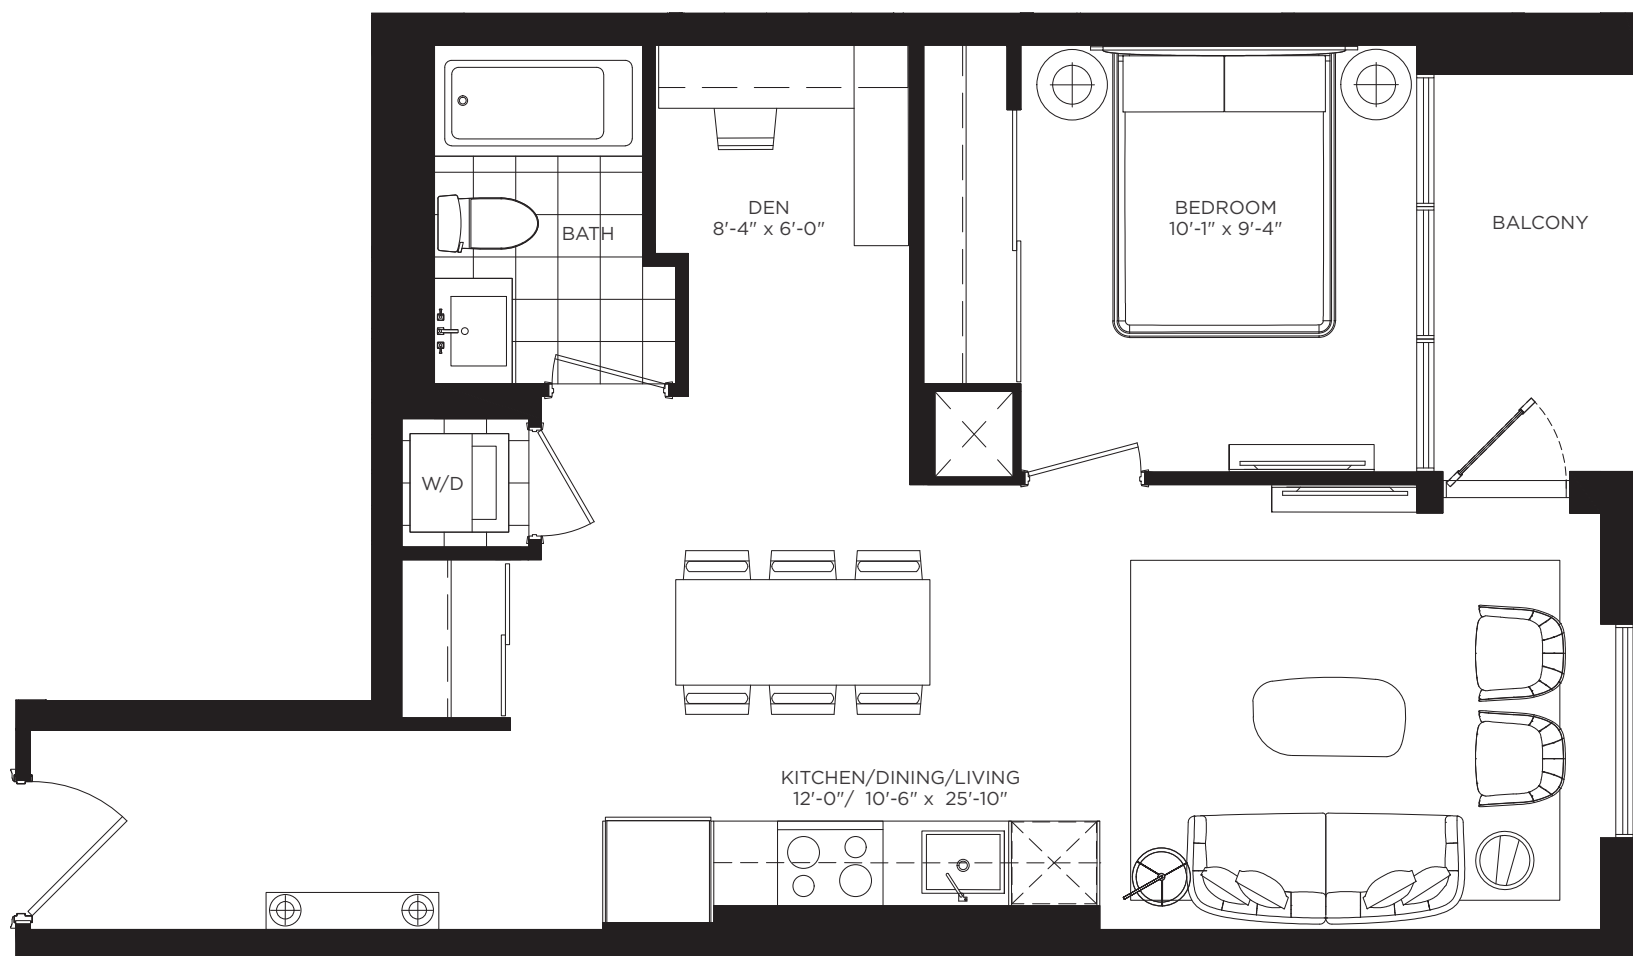 DEN
8'-4" x 6'-0"
BEDROOM
10'-1" x 9'-4"
BALCONY
BATH
W/D
KITCHEN/DINING/LIVING
12'-0"/ 10'-6" x 25'-10"